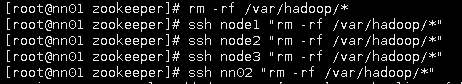 [root@nn01 zookeeper]# rm -rf /var/hadoop/*
[root@nn01 zookeeper]# ssh node1 "rm -rf /var/hadoop/*"
[root@nn01 zookeeper]# ssh node2 "rm -rf /var/hadoop/*"
[root@nn01 zookeeper]# ssh node3 "rm -rf /var/hadoop/*"
[root@nn01 zookeeper]# ssh nn02 "rm -rf /var/hadoop/*"